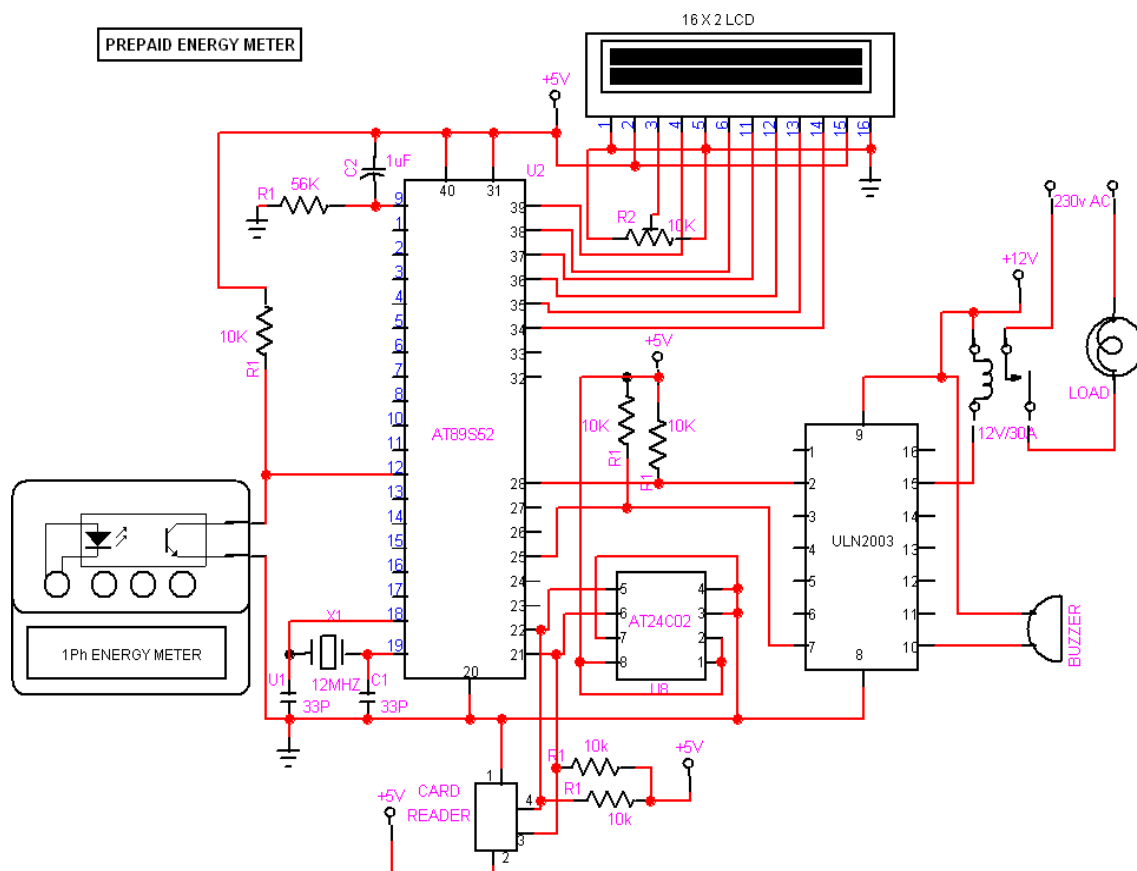 16 X 2 LCD
PREPAID ENERGY METER
+5V
1 2 3 4 5 6 11 12 13 14 15 16
C2
1uF
U2
R1
56K
40
31
9
1
2
3
4
5
6
7
8
10
11
12
13
14
15
16
17
18
19
39
38
37
36
35
34
33
32
28
27
26
25
24
23
22
21
20
AT89S52
R2
10K
230v AC
+12V
LOAD
12V/30A
10K
R1
+5V
10K
R1
10K
R1
9
1
2
3
4
5
6
7
8
16
15
14
13
12
11
10
ULN2003
BUZZER
5
6
7
8
4
3
2
1
AT24C02
U8
1Ph ENERGY METER
X1
12MHZ
U1
33P
C1
33P
1
4
3
2
CARD
READER
+5V
R1
10k
R1
10k
+5V